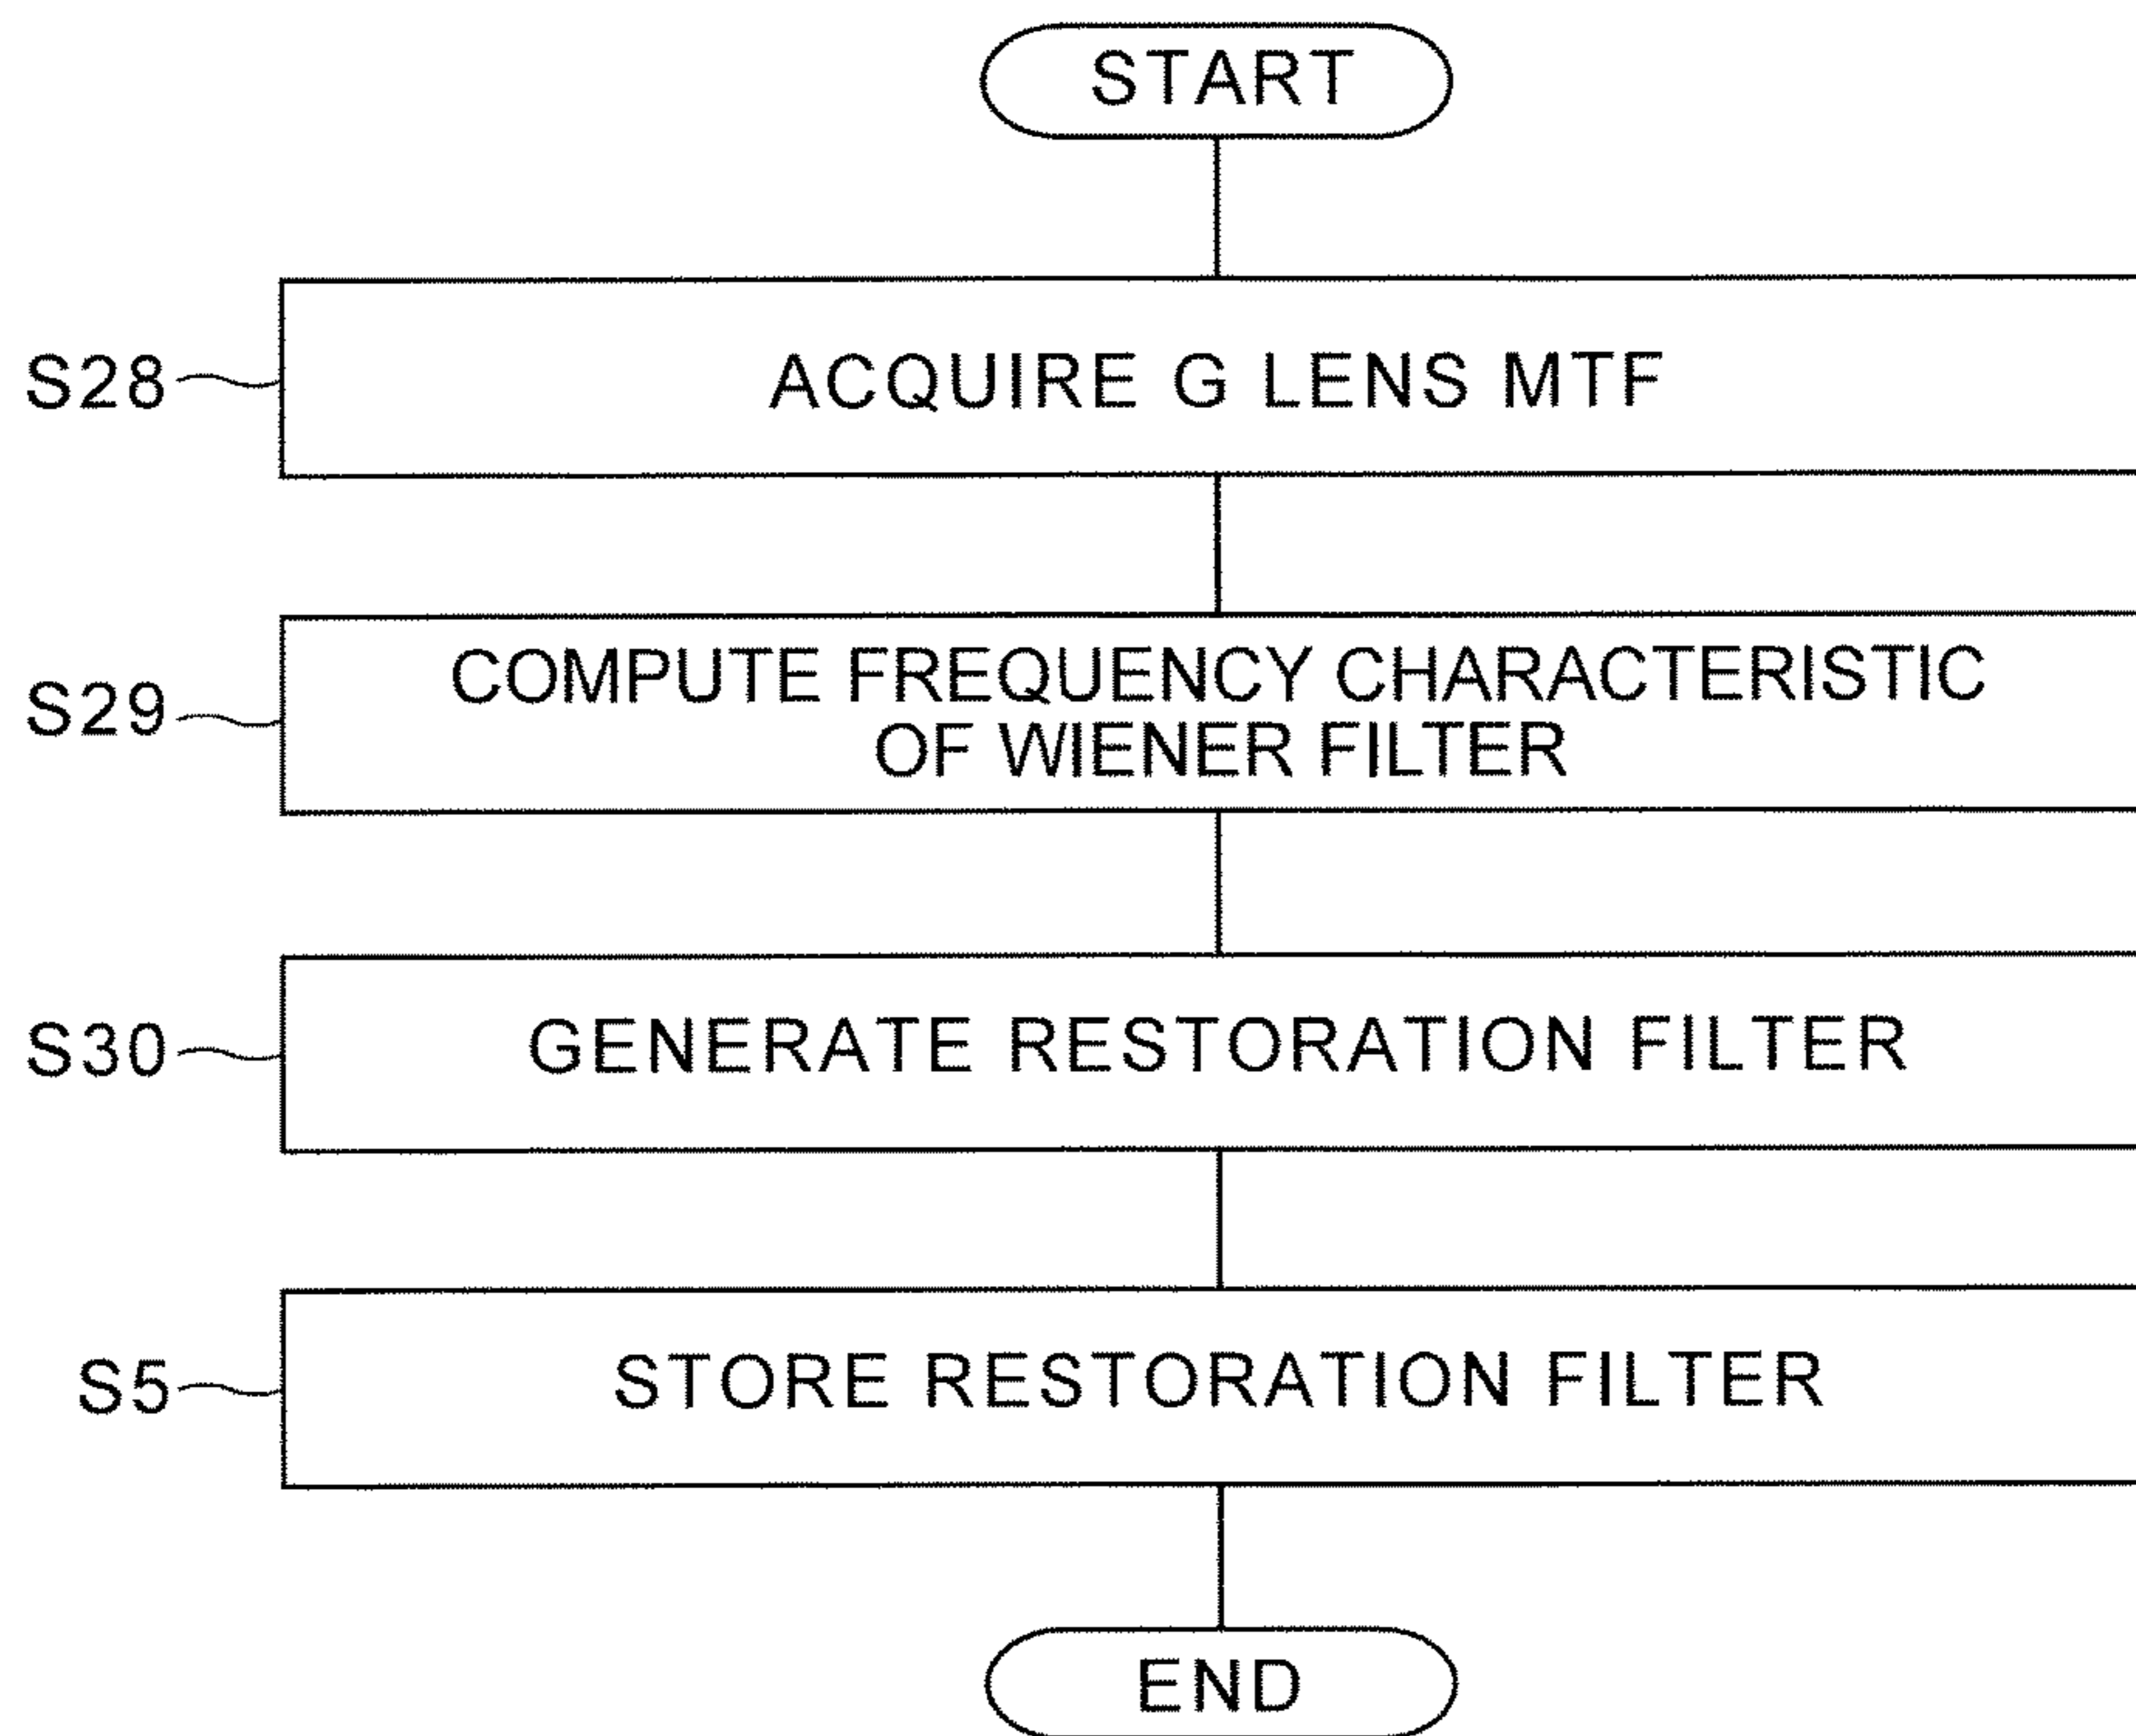 START
S28
ACQUIRE G LENS MTF
S29
COMPUTE FREQUENCY CHARACTERISTIC
OF WIENER FILTER
S30
GENERATE RESTORATION FILTER
S5
STORE RESTORATION FILTER
END